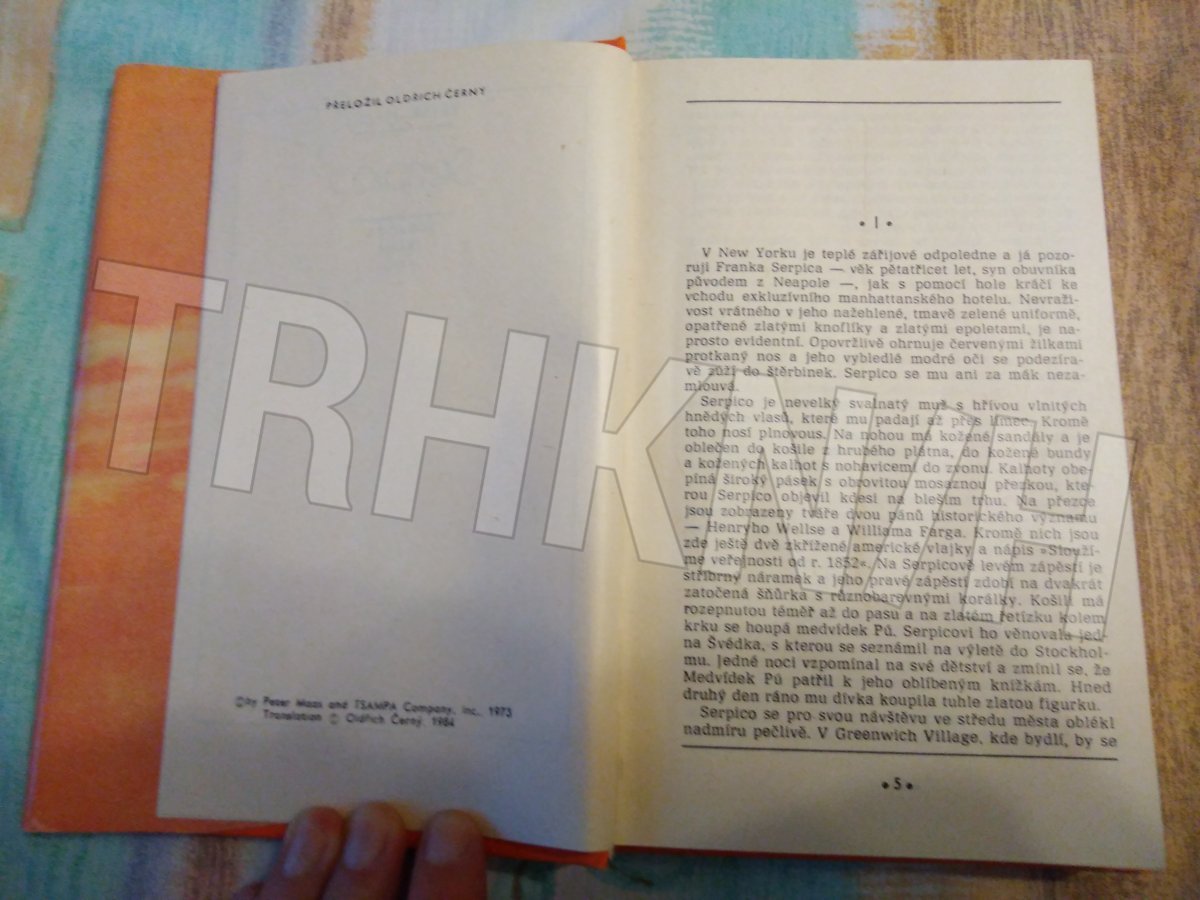 PŘELOŽIL OLDŘICH ČERNÝ
©by Peter Maas and TSAMPA Company, Inc., 1973
Translation © Oldřich Černý, 1984
• I •
V New Yorku je teplé zářijové odpoledne a já pozo-
ruji Franka Serpica — věk pětatřicet let, syn obuvníka
původem z Neapole —, jak s pomocí hole kráčí ke
vchodu exkluzívního manhattanského hotelu. Nevraži-
vost vrátného v jeho nažehlené, tmavě zelené uniformě,
opatřené zlatými knoflíky a zlatými epoletami, je na-
prosto evidentní. Opovržlivě ohrnuje červenými žilkami
protkaný nos a jeho vybledlé modré oči se podezíra-
vě zúží do štěrbinek. Serpico se mu ani za mák neza-
mlouvá.
Serpico je nevelký svalnatý muž s hřívou vlnitých
hnědých vlasů, které mu padají až přes límec. Kromě
toho nosí plnovous. Na nohou má kožené sandály a je
oblečen do košile z hrubého plátna, do kožené bundy
a kožených kalhot s nohavicemi do zvonu. Kalhoty obe-
píná široký pásek s obrovitou mosaznou přezkou, kte-
rou Serpico objevil kdesi na bleším trhu. Na přezce
jsou zobrazeny tváře dvou pánů historického významu
— Henryho Wellse a Williama Farga. Kromě nich jsou
zde ještě dvě zkřížené americké vlajky a nápis »Slouží-
me veřejnosti od r. 1852«. Na Serpicově levém zápěstí je
stříbrný náramek a jeho pravé zápěstí zdobí na dvakrát
zatočená šňůrka s různobarevnými korálky. Košili má
rozepnutou téměř až do pasu a na zlatém řetízku kolem
krku se houpá medvídek Pú. Serpicovi ho věnovala jed-
na Švédka, s kterou se seznámil na výletě do Stockhol-
mu. Jedné noci vzpomínal na své dětství a zmínil se, že
Medvídek Pú patřil k jeho oblíbeným knížkám. Hned
druhý den ráno mu dívka koupila tuhle zlatou figurku.
Serpico se pro svou návštěvu ve středu města oblékl
nadmíru pečlivě. V Greenwich Village, kde bydlí, by se
• 5 •